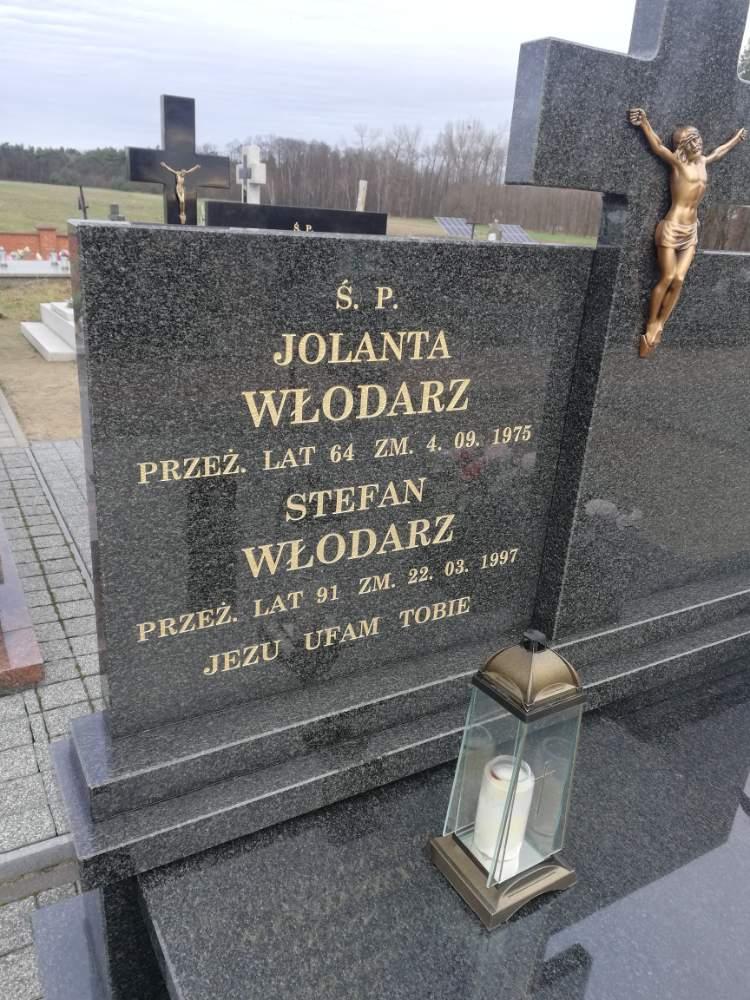 Ś. P.
Ś. P.
JOLANTA
WŁODARZ
PRZEŻ. LAT 64 ZM. 4. 09. 1975
STEFAN
WŁODARZ
PRZEŻ. LAT 91 ZM. 22. 03. 1997
JEZU UFAM TOBIE